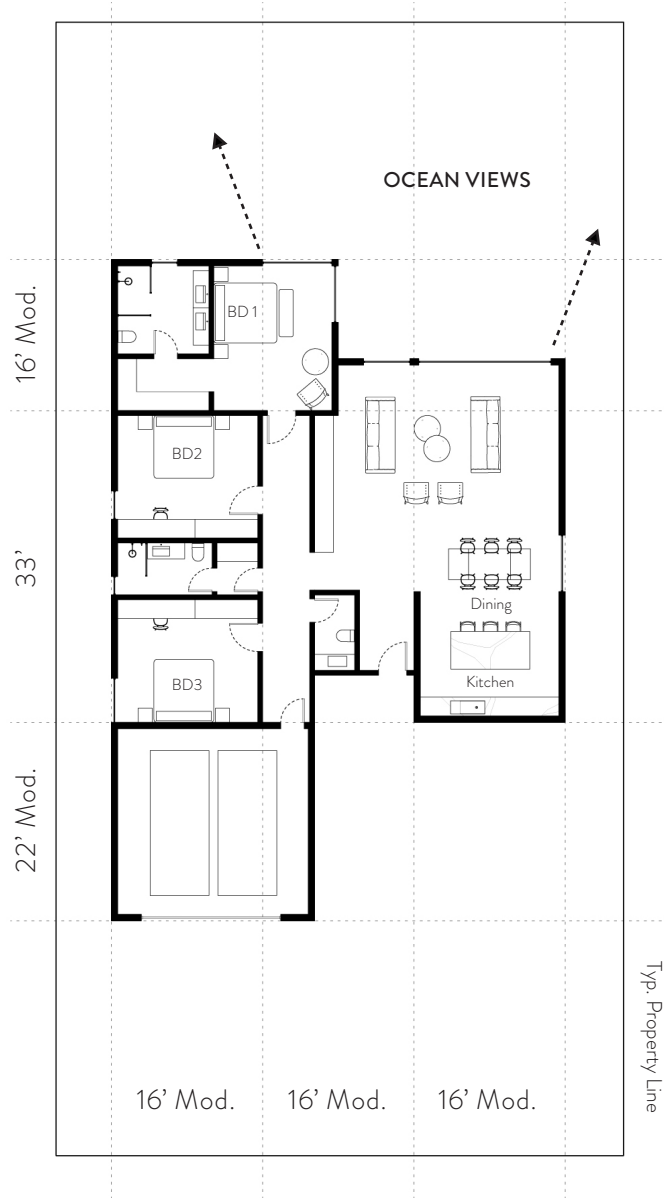 OCEAN VIEWS
16’ Mod.
BD 1
BD2
33’
Dining
BD3
Kitchen
22’ Mod.
Typ. Property Line
16’ Mod.
16’ Mod.
16’ Mod.